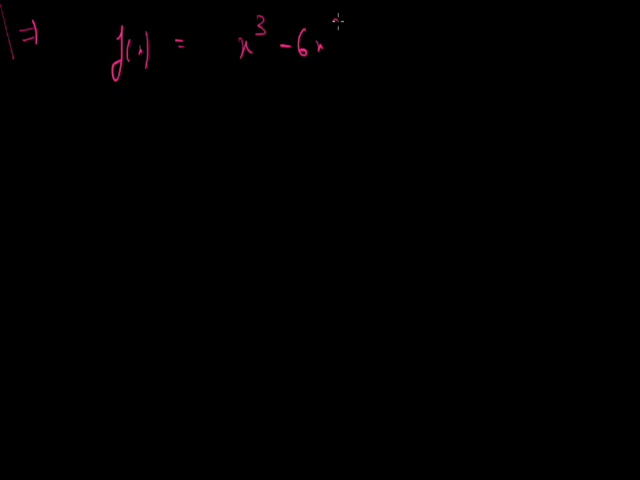 ⇒ f(x) = x³ - 6x